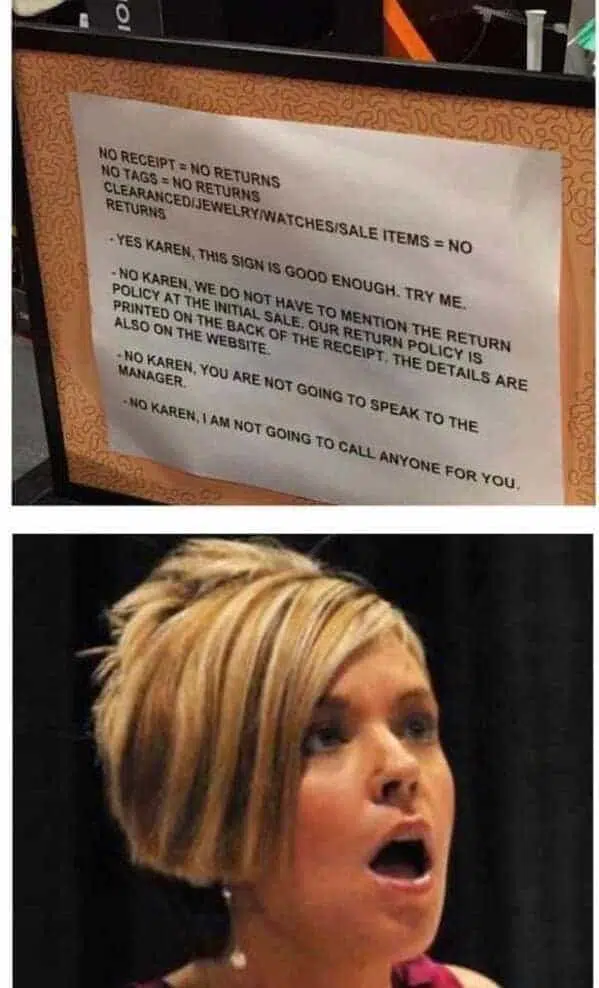 NO RECEIPT = NO RETURNS
NO TAGS = NO RETURNS
CLEARANCED/JEWELRY/WATCHES/SALE ITEMS = NO
RETURNS
- YES KAREN, THIS SIGN IS GOOD ENOUGH. TRY ME.
- NO KAREN, WE DO NOT HAVE TO MENTION THE RETURN
POLICY AT THE INITIAL SALE. OUR RETURN POLICY IS
PRINTED ON THE BACK OF THE RECEIPT. THE DETAILS ARE
ALSO ON THE WEBSITE.
- NO KAREN, YOU ARE NOT GOING TO SPEAK TO THE
MANAGER.
- NO KAREN, I AM NOT GOING TO CALL ANYONE FOR YOU.